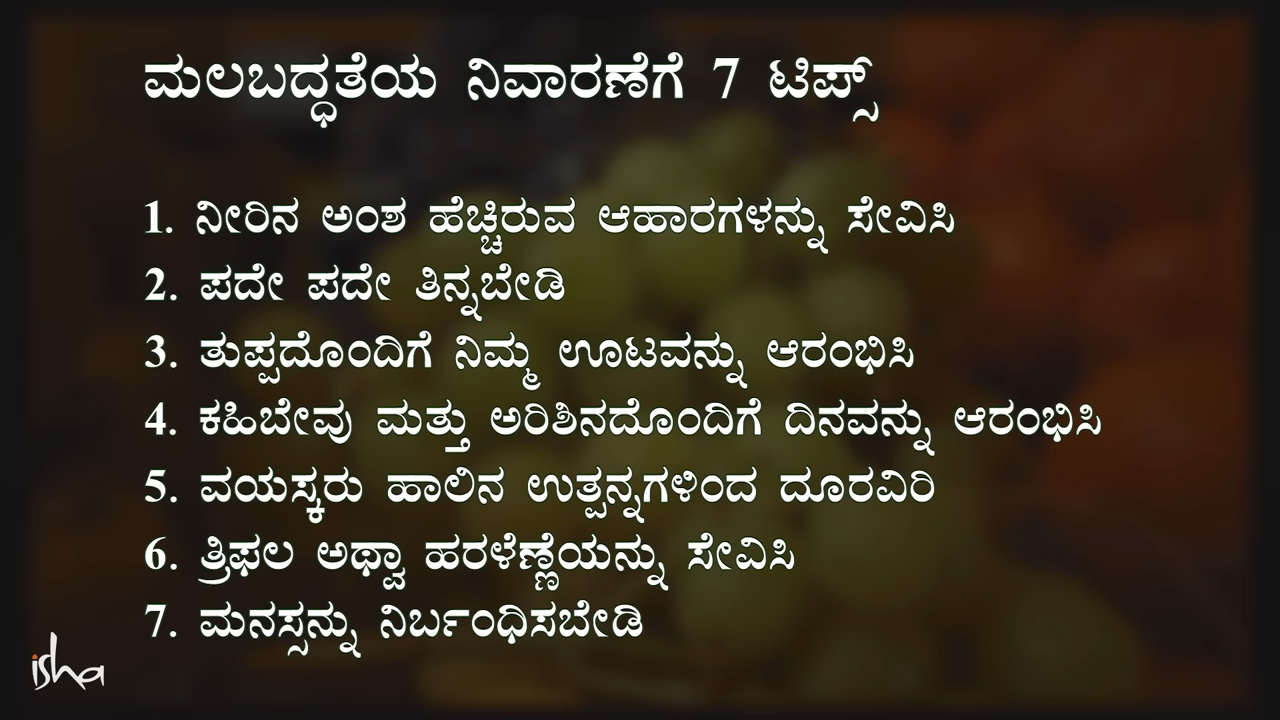 ಮಲಬದ್ಧತೆಯ ನಿವಾರಣೆಗೆ 7 ಟಿಪ್ಸ್
1. ನೀರಿನ ಅಂಶ ಹೆಚ್ಚಿರುವ ಆಹಾರಗಳನ್ನು ಸೇವಿಸಿ
2. ಪದೇ ಪದೇ ತಿನ್ನಬೇಡಿ
3. ತುಪ್ಪದೊಂದಿಗೆ ನಿಮ್ಮ ಊಟವನ್ನು ಆರಂಭಿಸಿ
4. ಕಹಿಬೇವು ಮತ್ತು ಅರಿಶಿನದೊಂದಿಗೆ ದಿನವನ್ನು ಆರಂಭಿಸಿ
5. ವಯಸ್ಕರು ಹಾಲಿನ ಉತ್ಪನ್ನಗಳಿಂದ ದೂರವಿರಿ
6. ತ್ರಿಫಲ ಅಥ್ವಾ ಹರಳೆಣ್ಣೆಯನ್ನು ಸೇವಿಸಿ
7. ಮನಸ್ಸನ್ನು ನಿರ್ಬಂಧಿಸಬೇಡಿ
isha